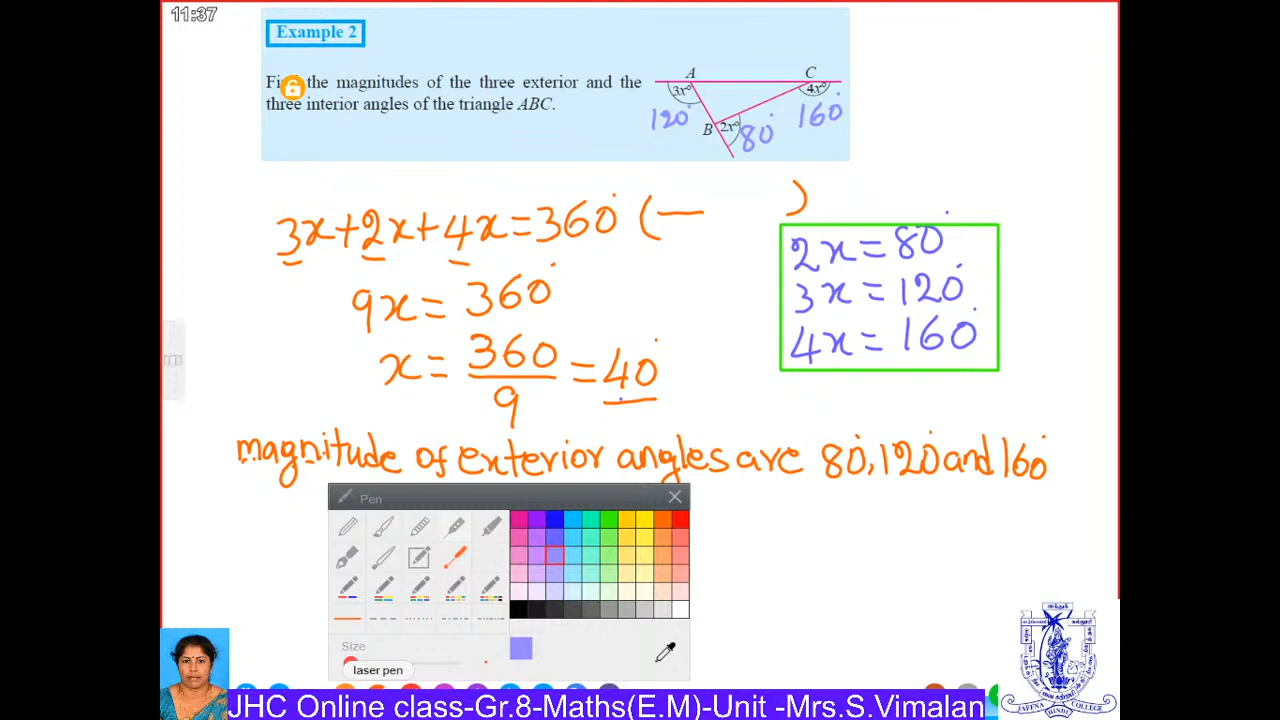 11:37
Example 2
Find the magnitudes of the three exterior and the
three interior angles of the triangle ABC.
A
C
3x°
4x°
120°
160°
B
2x°
80°
3x+2x+4x=360° (— )
9x = 360°
x = 360/9 = 40°
2x = 80°
3x = 120°
4x = 160°
magnitude of exterior angles are 80°, 120° and 160°
Pen
Size
laser pen
JHC Online class-Gr.8-Maths(E.M)-Unit -Mrs.S.Vimalan
JAFFNA HINDU COLLEGE